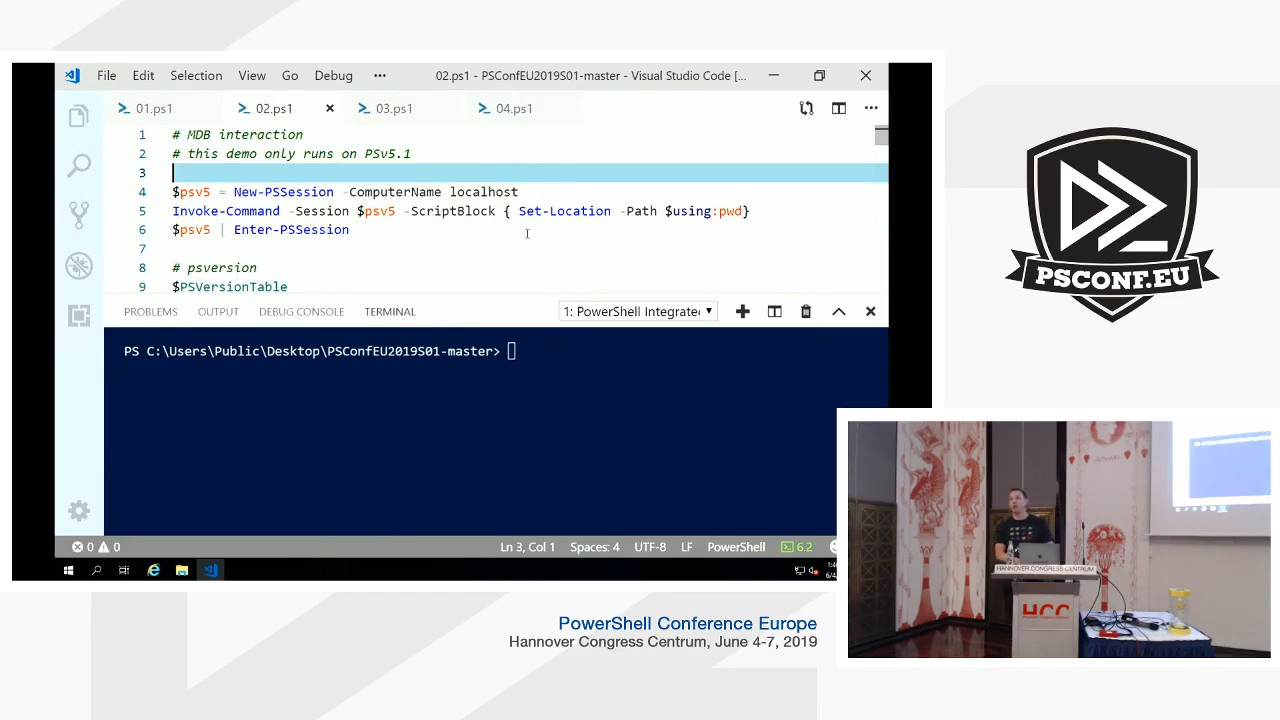 File Edit Selection View Go Debug ••• 02.ps1 - PSConfEU2019S01-master - Visual Studio Code [...
01.ps1 02.ps1 03.ps1 04.ps1
1 # MDB interaction
2 # this demo only runs on PSv5.1
3
4 $psv5 = New-PSSession -ComputerName localhost
5 Invoke-Command -Session $psv5 -ScriptBlock { Set-Location -Path $using:pwd}
6 $psv5 | Enter-PSSession
7
8 # psversion
9 $PSVersionTable
PROBLEMS OUTPUT DEBUG CONSOLE TERMINAL 1: PowerShell Integrate
PS C:\Users\Public\Desktop\PSConfEU2019S01-master>
0 0 Ln 3, Col 1 Spaces: 4 UTF-8 LF PowerShell 6.2
PSCONF.EU
HANNOVER CONGRESS CENTRUM
HCC
PowerShell Conference Europe
Hannover Congress Centrum, June 4-7, 2019